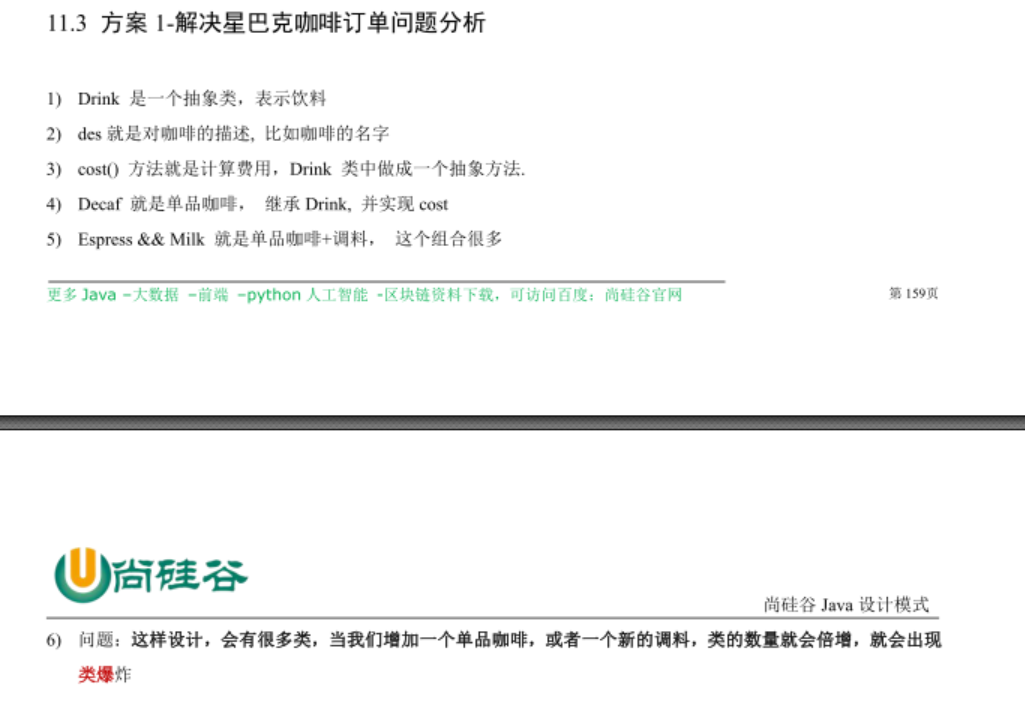 11.3 方案 1-解决星巴克咖啡订单问题分析
1) Drink 是一个抽象类，表示饮料
2) des 就是对咖啡的描述, 比如咖啡的名字
3) cost() 方法就是计算费用，Drink 类中做成一个抽象方法.
4) Decaf 就是单品咖啡， 继承 Drink, 并实现 cost
5) Espress && Milk 就是单品咖啡+调料， 这个组合很多
更多 Java –大数据 –前端 –python 人工智能 -区块链资料下载，可访问百度：尚硅谷官网 第 159页
尚硅谷
尚硅谷 Java 设计模式
6) 问题：这样设计，会有很多类，当我们增加一个单品咖啡，或者一个新的调料，类的数量就会倍增，就会出现
类爆炸